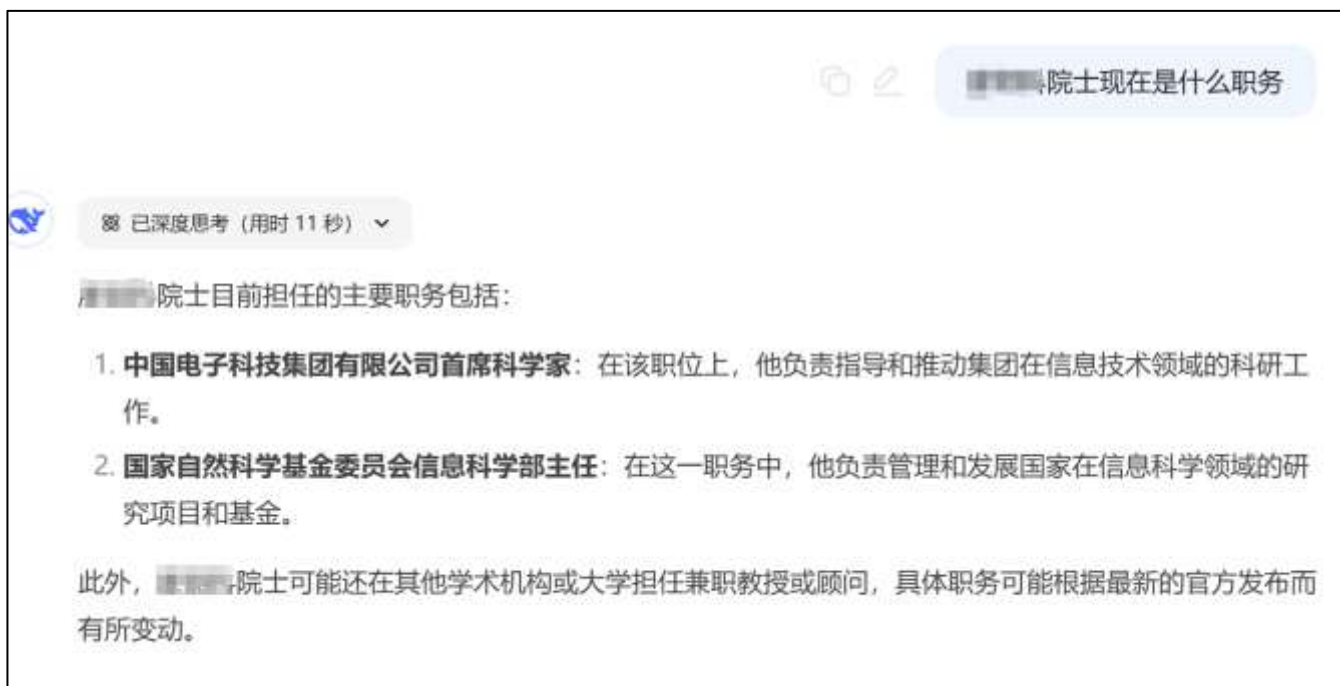 院士现在是什么职务
已深度思考（用时 11 秒）
院士目前担任的主要职务包括：
1. 中国电子科技集团有限公司首席科学家：在该职位上，他负责指导和推动集团在信息技术领域的科研工
作。
2. 国家自然科学基金委员会信息科学部主任：在这一职务中，他负责管理和发展国家在信息科学领域的研
究项目和基金。
此外，院士可能还在其他学术机构或大学担任兼职教授或顾问，具体职务可能根据最新的官方发布而
有所变动。